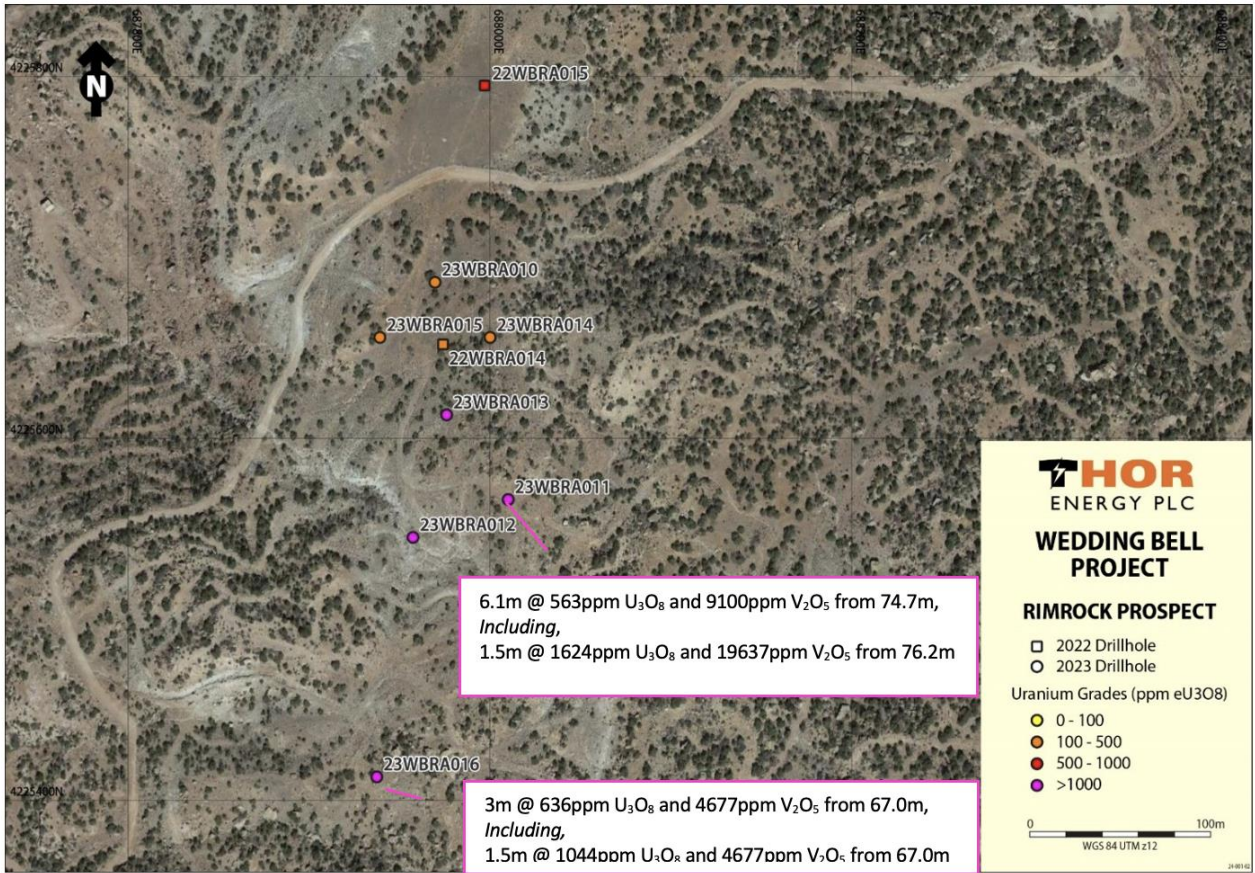 687800E
688000E
688200E
688400E
4225800N
N
22WBRA015
23WBRA010
23WBRA015
23WBRA014
22WBRA014
23WBRA013
4225600N
23WBRA011
23WBRA012
6.1m @ 563ppm U₃O₈ and 9100ppm V₂O₅ from 74.7m,
Including,
1.5m @ 1624ppm U₃O₈ and 19637ppm V₂O₅ from 76.2m
23WBRA016
4225400N
3m @ 636ppm U₃O₈ and 4677ppm V₂O₅ from 67.0m,
Including,
1.5m @ 1044ppm U₃O₈ and 4677ppm V₂O₅ from 67.0m
THOR
ENERGY PLC
WEDDING BELL
PROJECT
RIMROCK PROSPECT
2022 Drillhole
2023 Drillhole
Uranium Grades (ppm eU3O8)
0 - 100
100 - 500
500 - 1000
>1000
0 100m
WGS 84 UTM z12